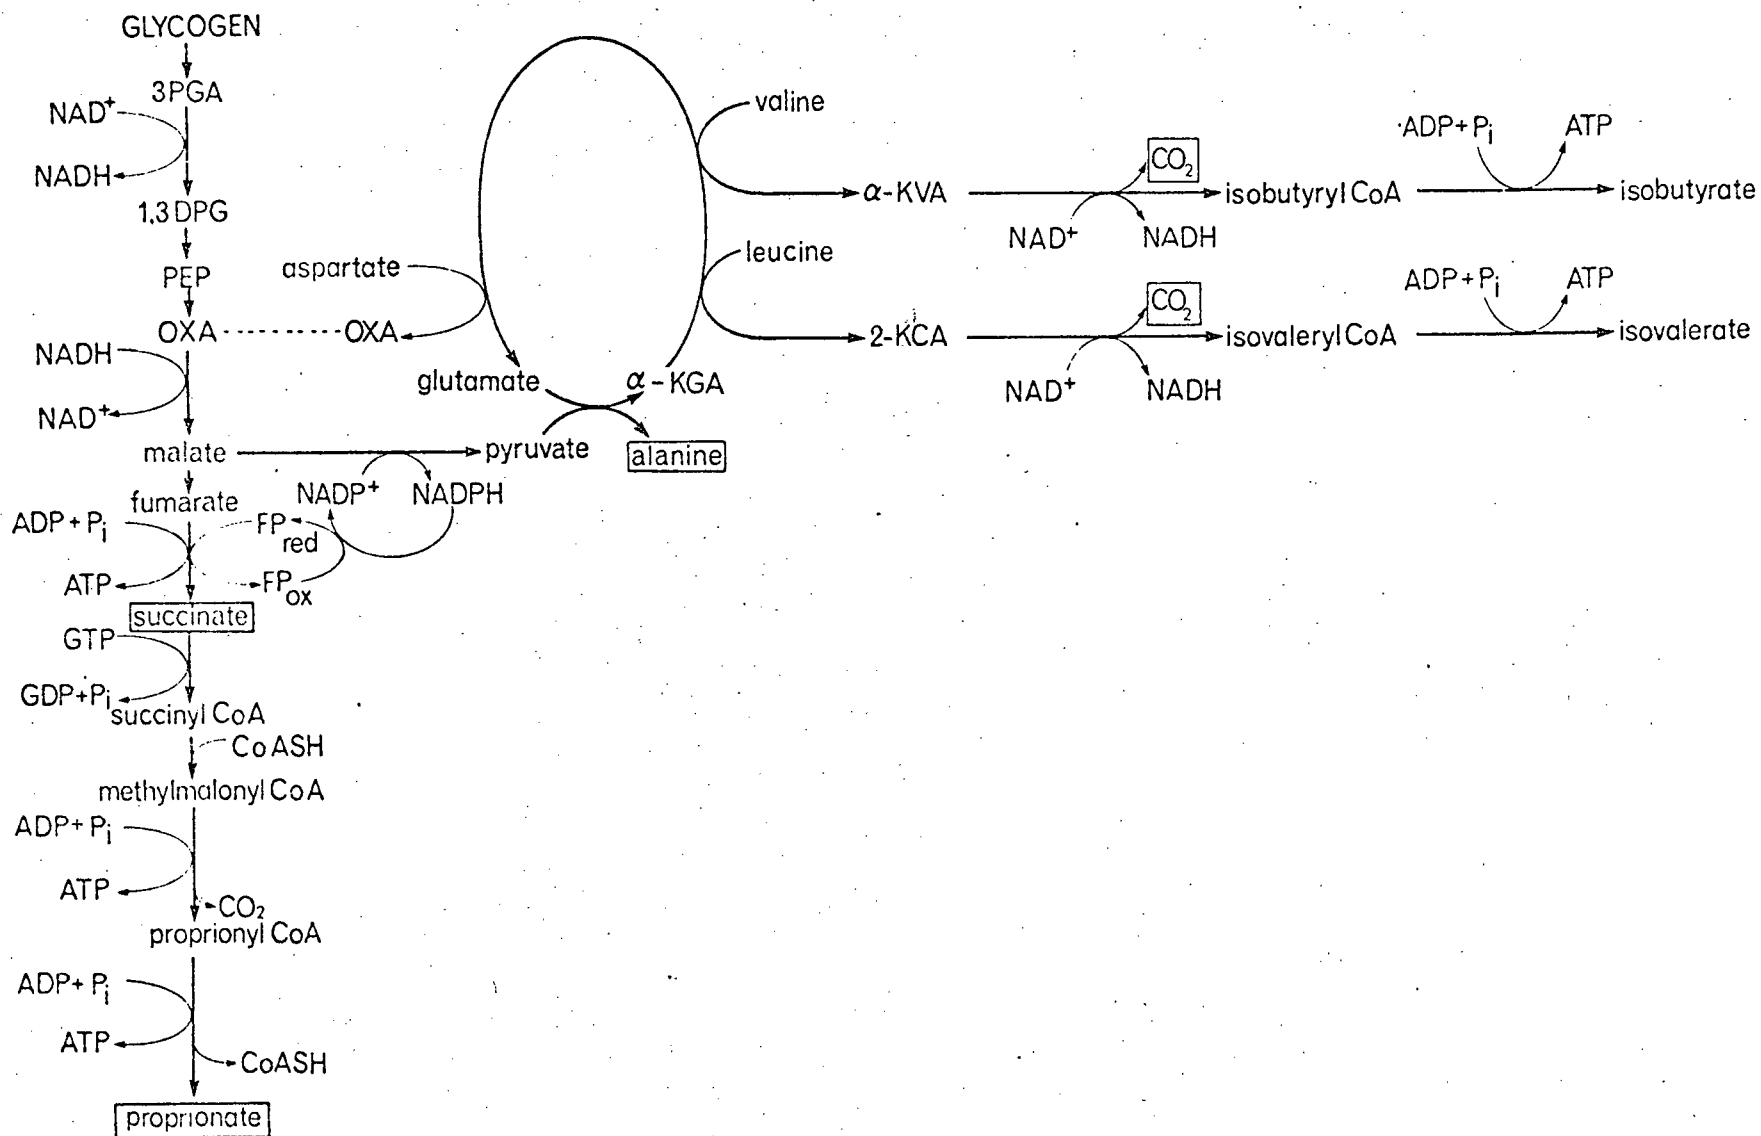 GLYCOGEN
3PGA
NAD+
NADH
1,3 DPG
PEP
OXA
OXA
aspartate
NADH
NAD+
malate
pyruvate
glutamate
α-KGA
alanine
valine
α-KVA
CO2
NAD+
NADH
isobutyryl CoA
ADP+Pi
ATP
isobutyrate
leucine
2-KCA
CO2
NAD+
NADH
isovaleryl CoA
ADP+Pi
ATP
isovalerate
NADP+
NADPH
fumarate
ADP+Pi
FPred
ATP
FPox
succinate
GTP
GDP+Pi
succinyl CoA
CoASH
methylmalonyl CoA
ADP+Pi
ATP
CO2
proprionyl CoA
ADP+Pi
ATP
CoASH
proprionate